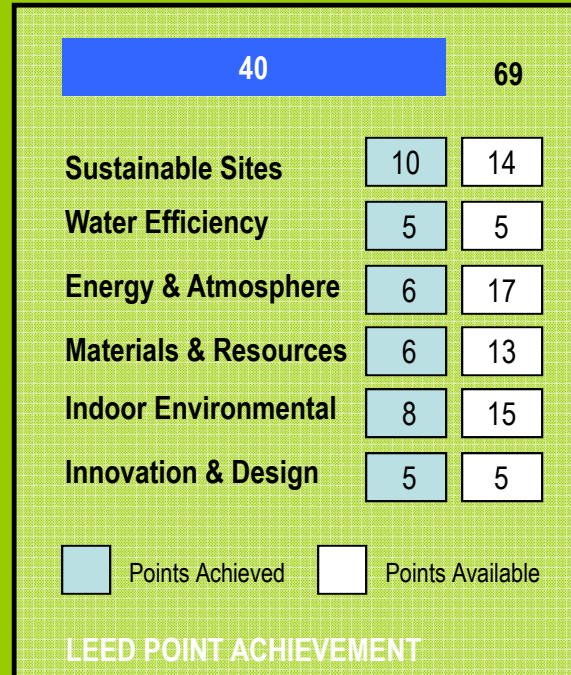 40 69
Sustainable Sites 10 14
Water Efficiency 5 5
Energy & Atmosphere 6 17
Materials & Resources 6 13
Indoor Environmental 8 15
Innovation & Design 5 5
Points Achieved Points Available
LEED POINT ACHIEVEMENT